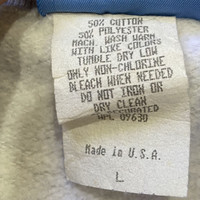 50% COTTON
50% POLYESTER
MACH. WASH WARM
WITH LIKE COLORS
TUMBLE DRY LOW
ONLY NON-CHLORINE
BLEACH WHEN NEEDED
DO NOT IRON OR
DRY CLEAN
WPL 09630
Made in U.S.A.
L